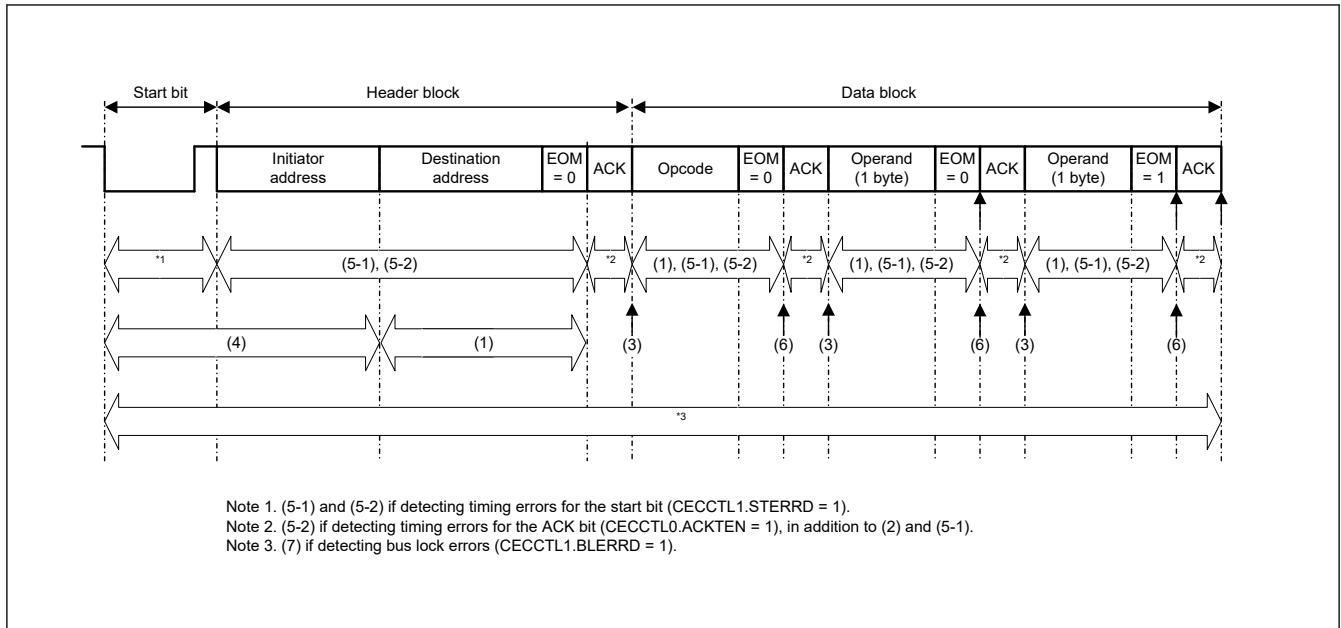 Start bit Header block Data block
Initiator address Destination address EOM = 0 ACK Opcode EOM = 0 ACK Operand (1 byte) EOM = 0 ACK Operand (1 byte) EOM = 1 ACK
*1 (5-1), (5-2) *2 (1), (5-1), (5-2) *2 (1), (5-1), (5-2) *2 (1), (5-1), (5-2) *2
(4) (1) (3) (6) (3) (6) (3) (6)
*3
Note 1. (5-1) and (5-2) if detecting timing errors for the start bit (CECCTL1.STERRD = 1).
Note 2. (5-2) if detecting timing errors for the ACK bit (CECCTL0.ACKTEN = 1), in addition to (2) and (5-1).
Note 3. (7) if detecting bus lock errors (CECCTL1.BLERRD = 1).